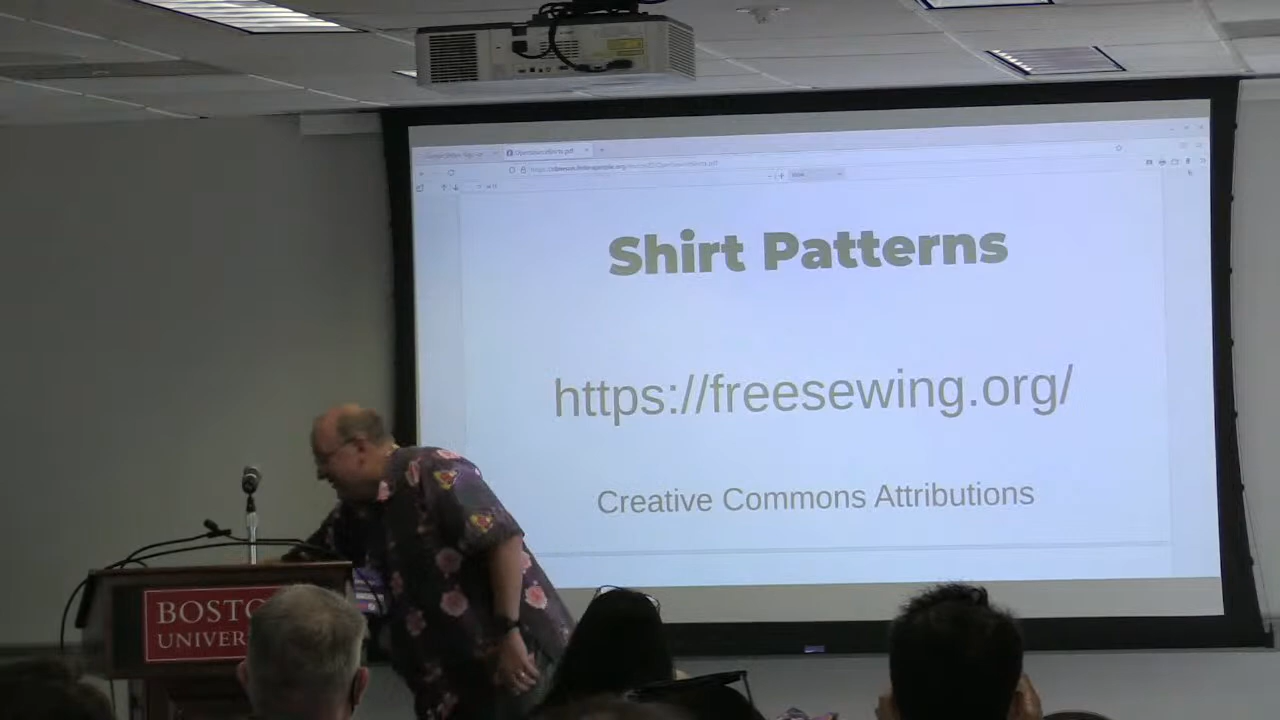 Shirt Patterns
https://freesewing.org/
Creative Commons Attributions
BOSTO
UNIVER